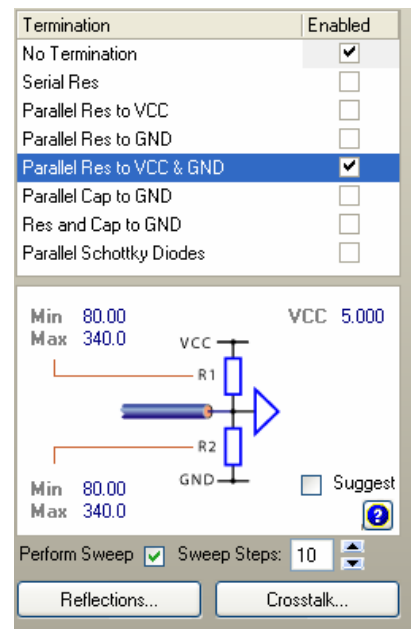 Termination Enabled
No Termination
Serial Res
Parallel Res to VCC
Parallel Res to GND
Parallel Res to VCC & GND
Parallel Cap to GND
Res and Cap to GND
Parallel Schottky Diodes
Min 80.00 VCC 5.000
Max 340.0
VCC
R1
R2
GND
Min 80.00
Max 340.0
Suggest
?
Perform Sweep Sweep Steps: 10
Reflections... Crosstalk...